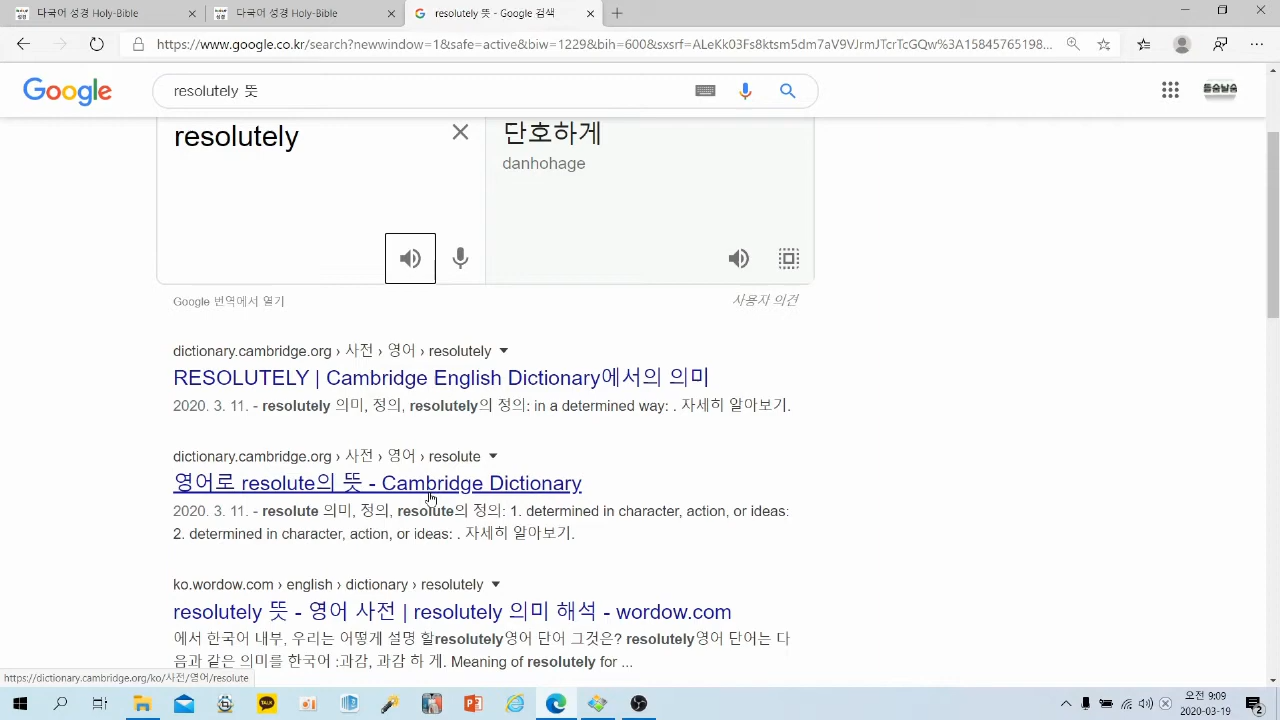 다국어 성경 Holy-Bible
다국어 성경 Holy-Bible
resolutely 뜻 - Google 검색
https://www.google.co.kr/search?newwindow=1&safe=active&biw=1229&bih=600&sxsrf=ALeKk03Fs8ktsm5dm7aV9VJrmJTcrTcGQw%3A15845765198...
Google
resolutely 뜻
들숨날숨
resolutely
단호하게
danhohage
Google 번역에서 열기
사용자 의견
dictionary.cambridge.org › 사전 › 영어 › resolutely
RESOLUTELY | Cambridge English Dictionary에서의 의미
2020. 3. 11. - resolutely 의미, 정의, resolutely의 정의: in a determined way: . 자세히 알아보기.
dictionary.cambridge.org › 사전 › 영어 › resolute
영어로 resolute의 뜻 - Cambridge Dictionary
2020. 3. 11. - resolute 의미, 정의, resolute의 정의: 1. determined in character, action, or ideas:
2. determined in character, action, or ideas: . 자세히 알아보기.
ko.wordow.com › english › dictionary › resolutely
resolutely 뜻 - 영어 사전 | resolutely 의미 해석 - wordow.com
에서 한국어 내부, 우리는 어떻게 설명 할resolutely영어 단어 그것은? resolutely영어 단어는 다
음과 같은 의미를 한국어 :과감, 과감 하 게. Meaning of resolutely for ...
https://dictionary.cambridge.org/ko/사전/영어/resolute
TALK
오전 9:09
2020-03-19
2